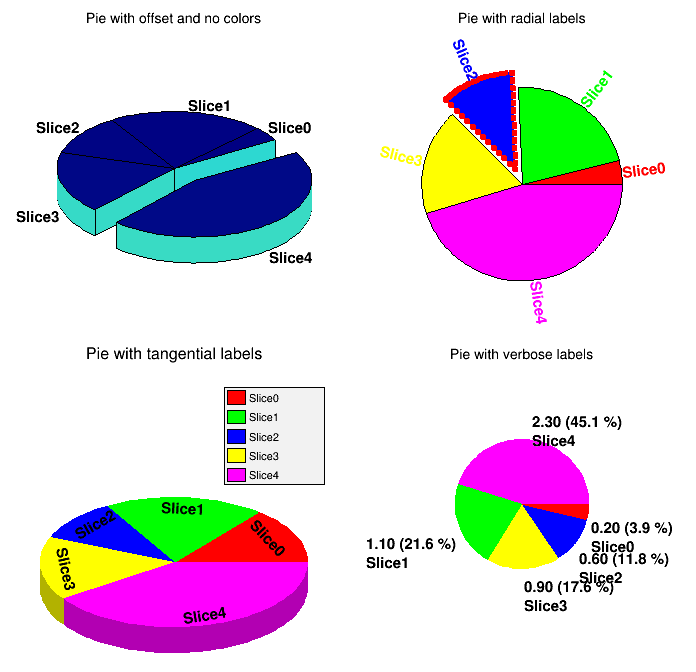 Pie with offset and no colors
Slice1
Slice2
Slice0
Slice3
Slice4
Pie with radial labels
Slice2
Slice1
Slice3
Slice0
Slice4
Pie with tangential labels
Slice0
Slice1
Slice2
Slice3
Slice4
Slice1
Slice2
Slice0
Slice3
Slice4
Pie with verbose labels
2.30 (45.1 %)
Slice4
0.20 (3.9 %)
Slice0
1.10 (21.6 %)
Slice1
0.60 (11.8 %)
Slice2
0.90 (17.6 %)
Slice3